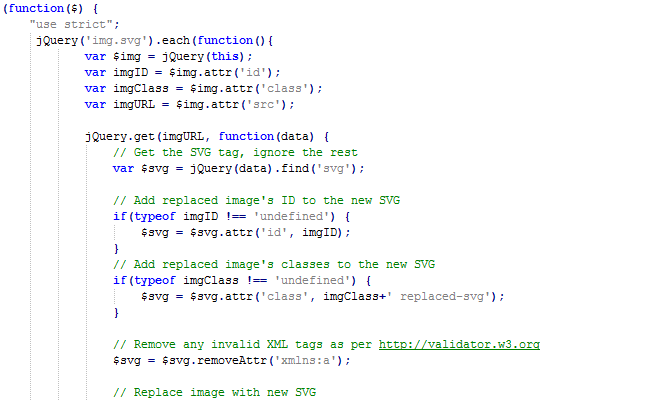 (function($) {
"use strict";
jQuery('img.svg').each(function(){
var $img = jQuery(this);
var imgID = $img.attr('id');
var imgClass = $img.attr('class');
var imgURL = $img.attr('src');
jQuery.get(imgURL, function(data) {
// Get the SVG tag, ignore the rest
var $svg = jQuery(data).find('svg');
// Add replaced image's ID to the new SVG
if(typeof imgID !== 'undefined') {
$svg = $svg.attr('id', imgID);
}
// Add replaced image's classes to the new SVG
if(typeof imgClass !== 'undefined') {
$svg = $svg.attr('class', imgClass+' replaced-svg');
}
// Remove any invalid XML tags as per http://validator.w3.org
$svg = $svg.removeAttr('xmlns:a');
// Replace image with new SVG